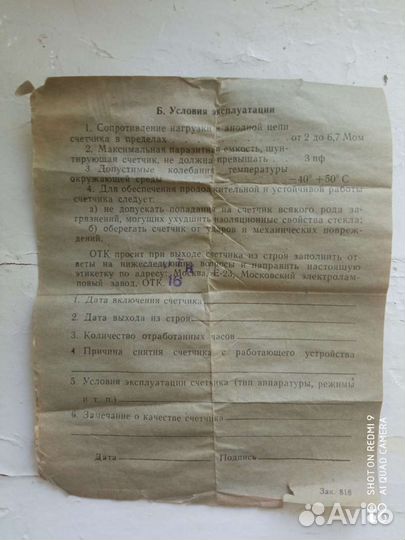 Б. Условия эксплуатации
1. Сопротивление нагрузки в анодной цепи
счетчика в пределах . . . . от 2 до 6,7 Мом
2. Максимальная паразитная емкость, шун-
тирующая счетчик, не должна превышать . 3 пф
3. Допустимые колебания температуры
окружающей среды —40° +50° С
4. Для обеспечения продолжительной и устойчивой работы
счетчика следует:
а) не допускать попадания на счетчик всякого рода за-
грязнений, могущих ухудшить изоляционные свойства стекла;
б) оберегать счетчик от ударов и механических повреж-
дений.
ОТК просит при выходе счетчика из строя заполнить от-
веты на нижеследующие вопросы и направить настоящую
этикетку по адресу: Москва, Е-23, Московский электролам-
повый завод, ОТК. 16
1. Дата включения счетчика
2. Дата выхода из строя
3. Количество отработанных часов
4 Причина снятия счетчика с работающего устройства
5. Условия эксплуатации счетчика (тип аппаратуры, режимы
и т. п.)
6. Замечание о качестве счетчика
Дата Подпись
Зак. 816
SHOT ON REDMI 9
AI QUAD CAMERA
Avito